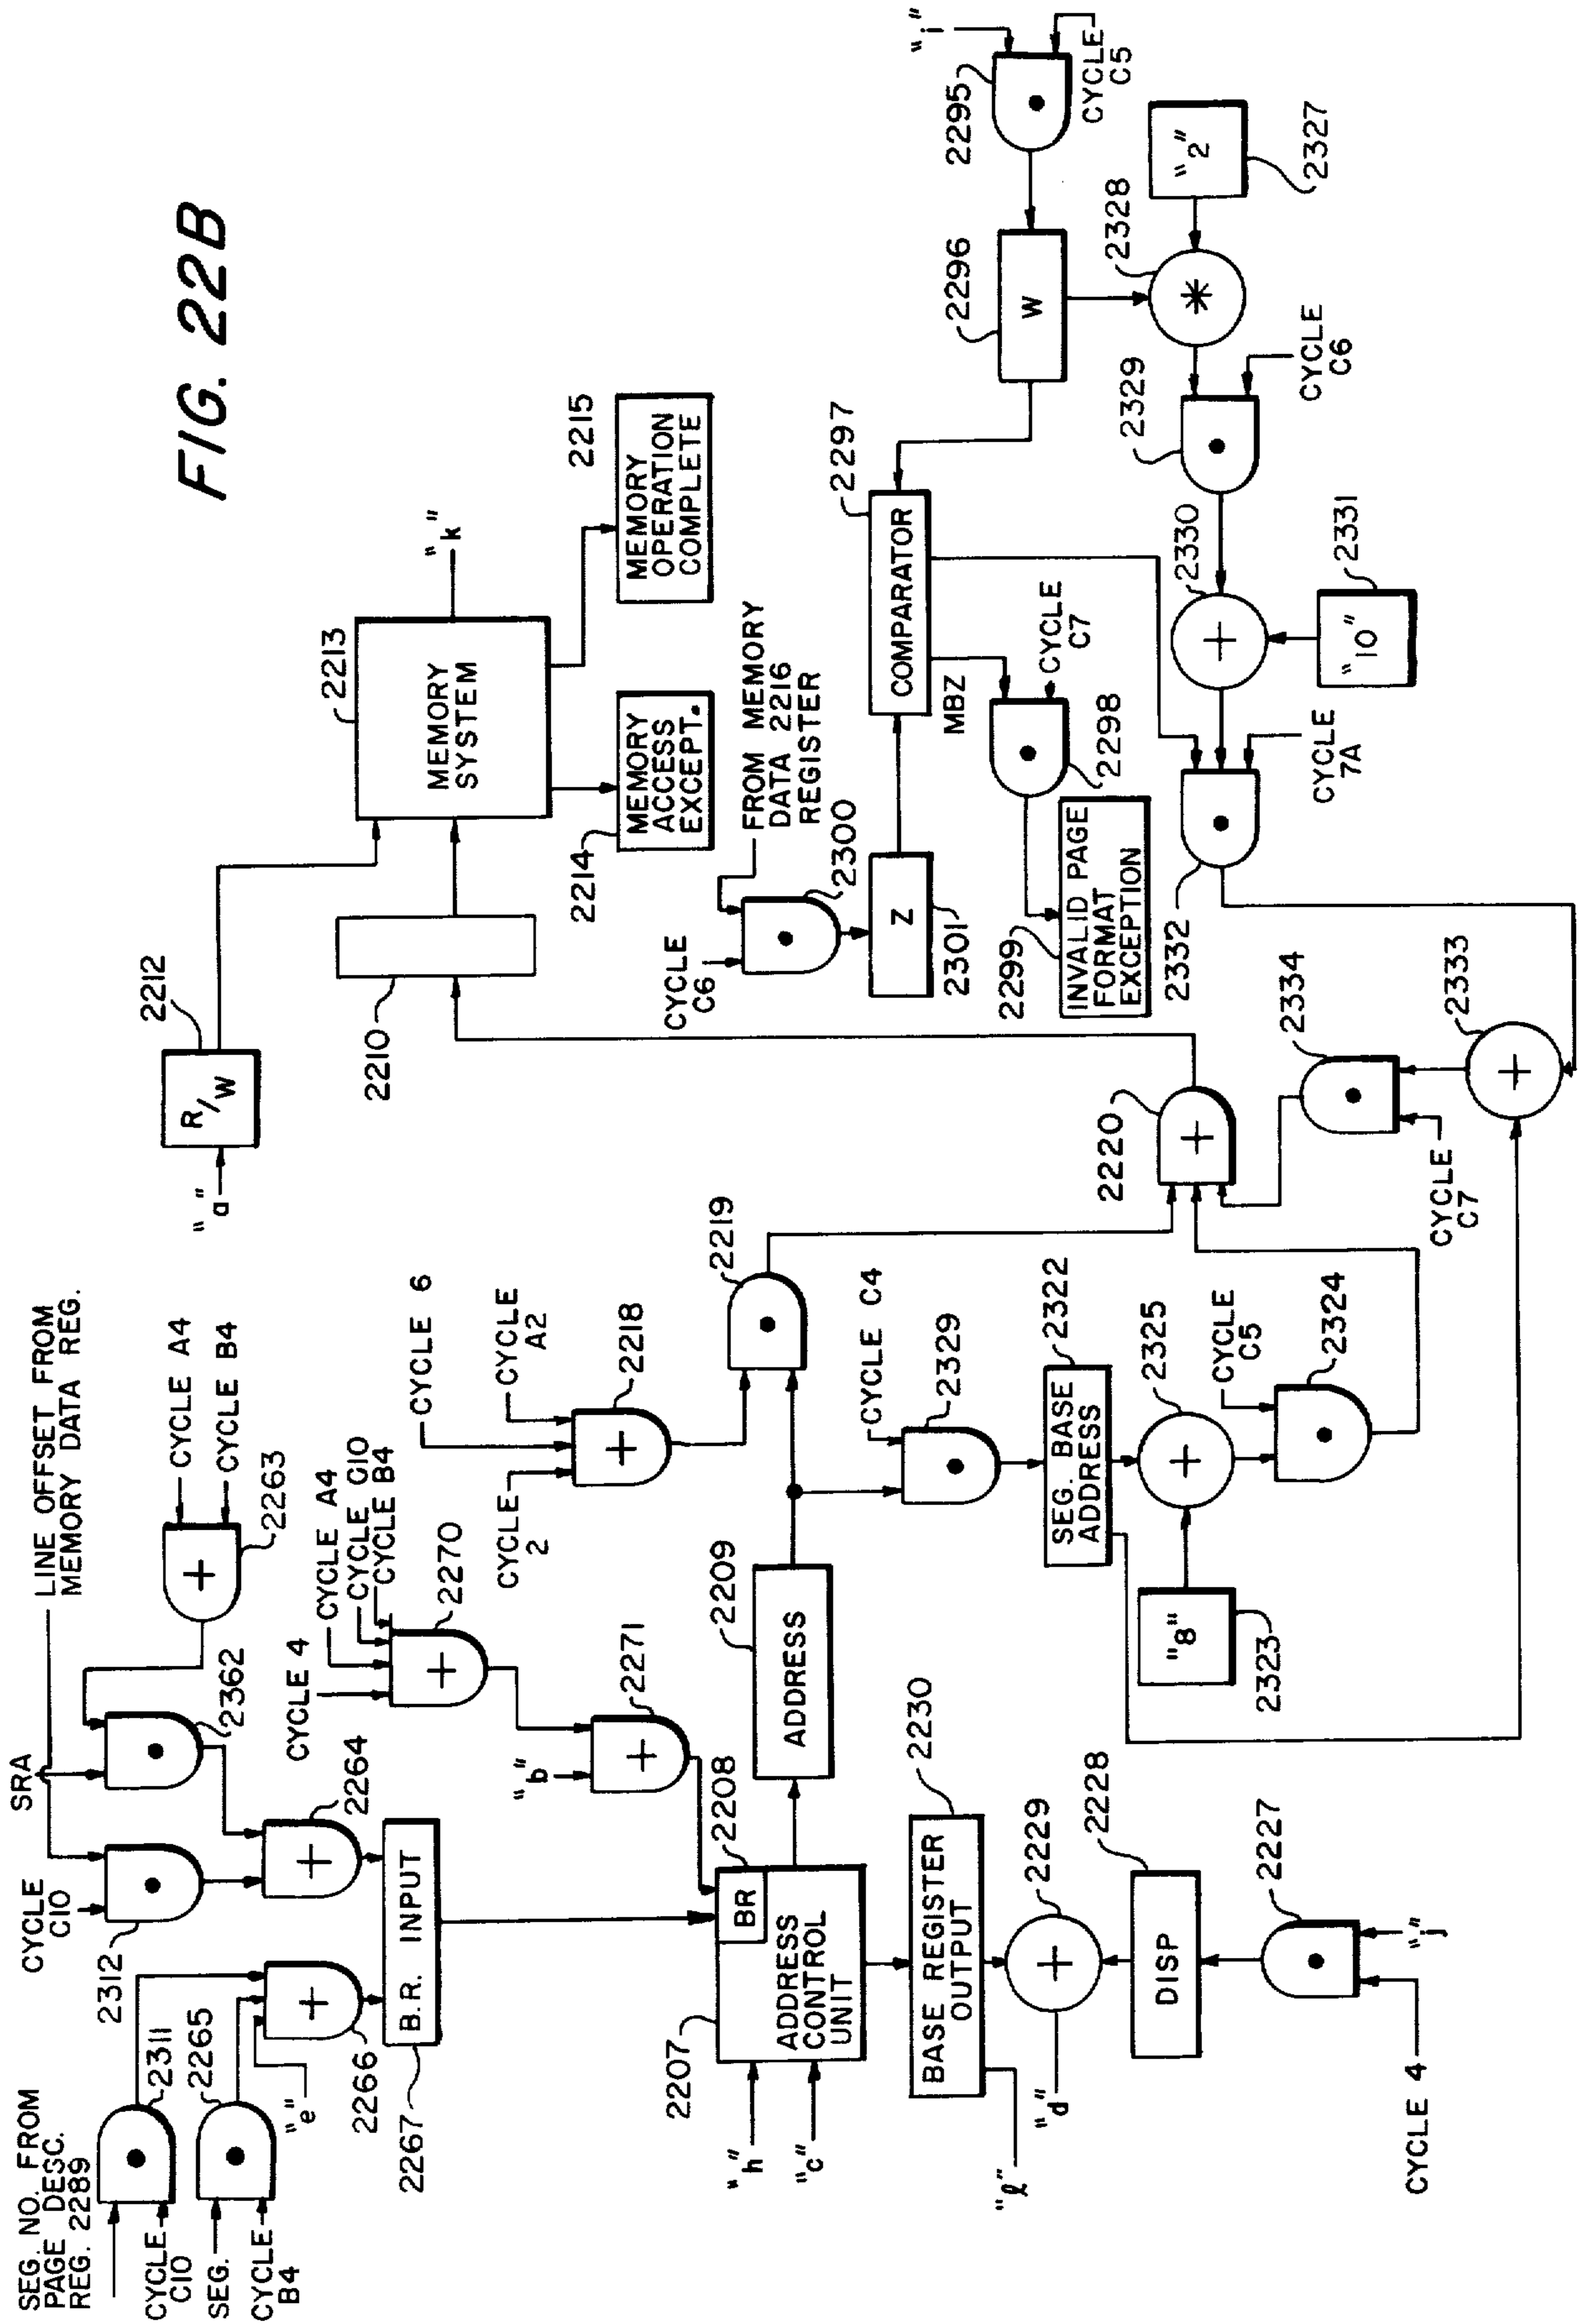 FIG. 22B
SEG. NO. FROM
PAGE DESC.
REG. 2289
CYCLE
C10
SEG.
CYCLE
B4
2311
2265
"e"
2266
CYCLE
C10
2312
SRA
LINE OFFSET FROM
MEMORY DATA REG.
CYCLE A4
CYCLE B4
2263
2362
2264
+
+
+
B.R. INPUT
2267
CYCLE 4
CYCLE A4
CYCLE C10
CYCLE B4
2270
+
"b"
2271
+
2208
BR
ADDRESS
CONTROL
UNIT
2207
"h"
"c"
BASE REGISTER
OUTPUT
2230
"l"
"d"
+
2229
DISP
2228
2227
"j"
CYCLE 4
ADDRESS
2209
CYCLE
2
CYCLE 6
CYCLE
A2
2218
+
2219
CYCLE C4
2329
SEG. BASE
ADDRESS
2322
+
2325
"8"
2323
CYCLE
C5
2324
"a"
R/W
2212
2210
2220
+
MEMORY
SYSTEM
2213
"k"
MEMORY
ACCESS
EXCEPT.
2214
MEMORY
OPERATION
COMPLETE
2215
CYCLE
C6
FROM MEMORY
DATA 2216
REGISTER
2300
Z
2301
COMPARATOR
2297
MBZ
CYCLE
C7
2298
INVALID PAGE
FORMAT
EXCEPTION
2299
"i"
CYCLE
C5
2295
W
2296
"2"
2327
*
2328
CYCLE
C6
2329
+
2330
"10"
2331
CYCLE
7A
2332
+
2333
2334
CYCLE
C7